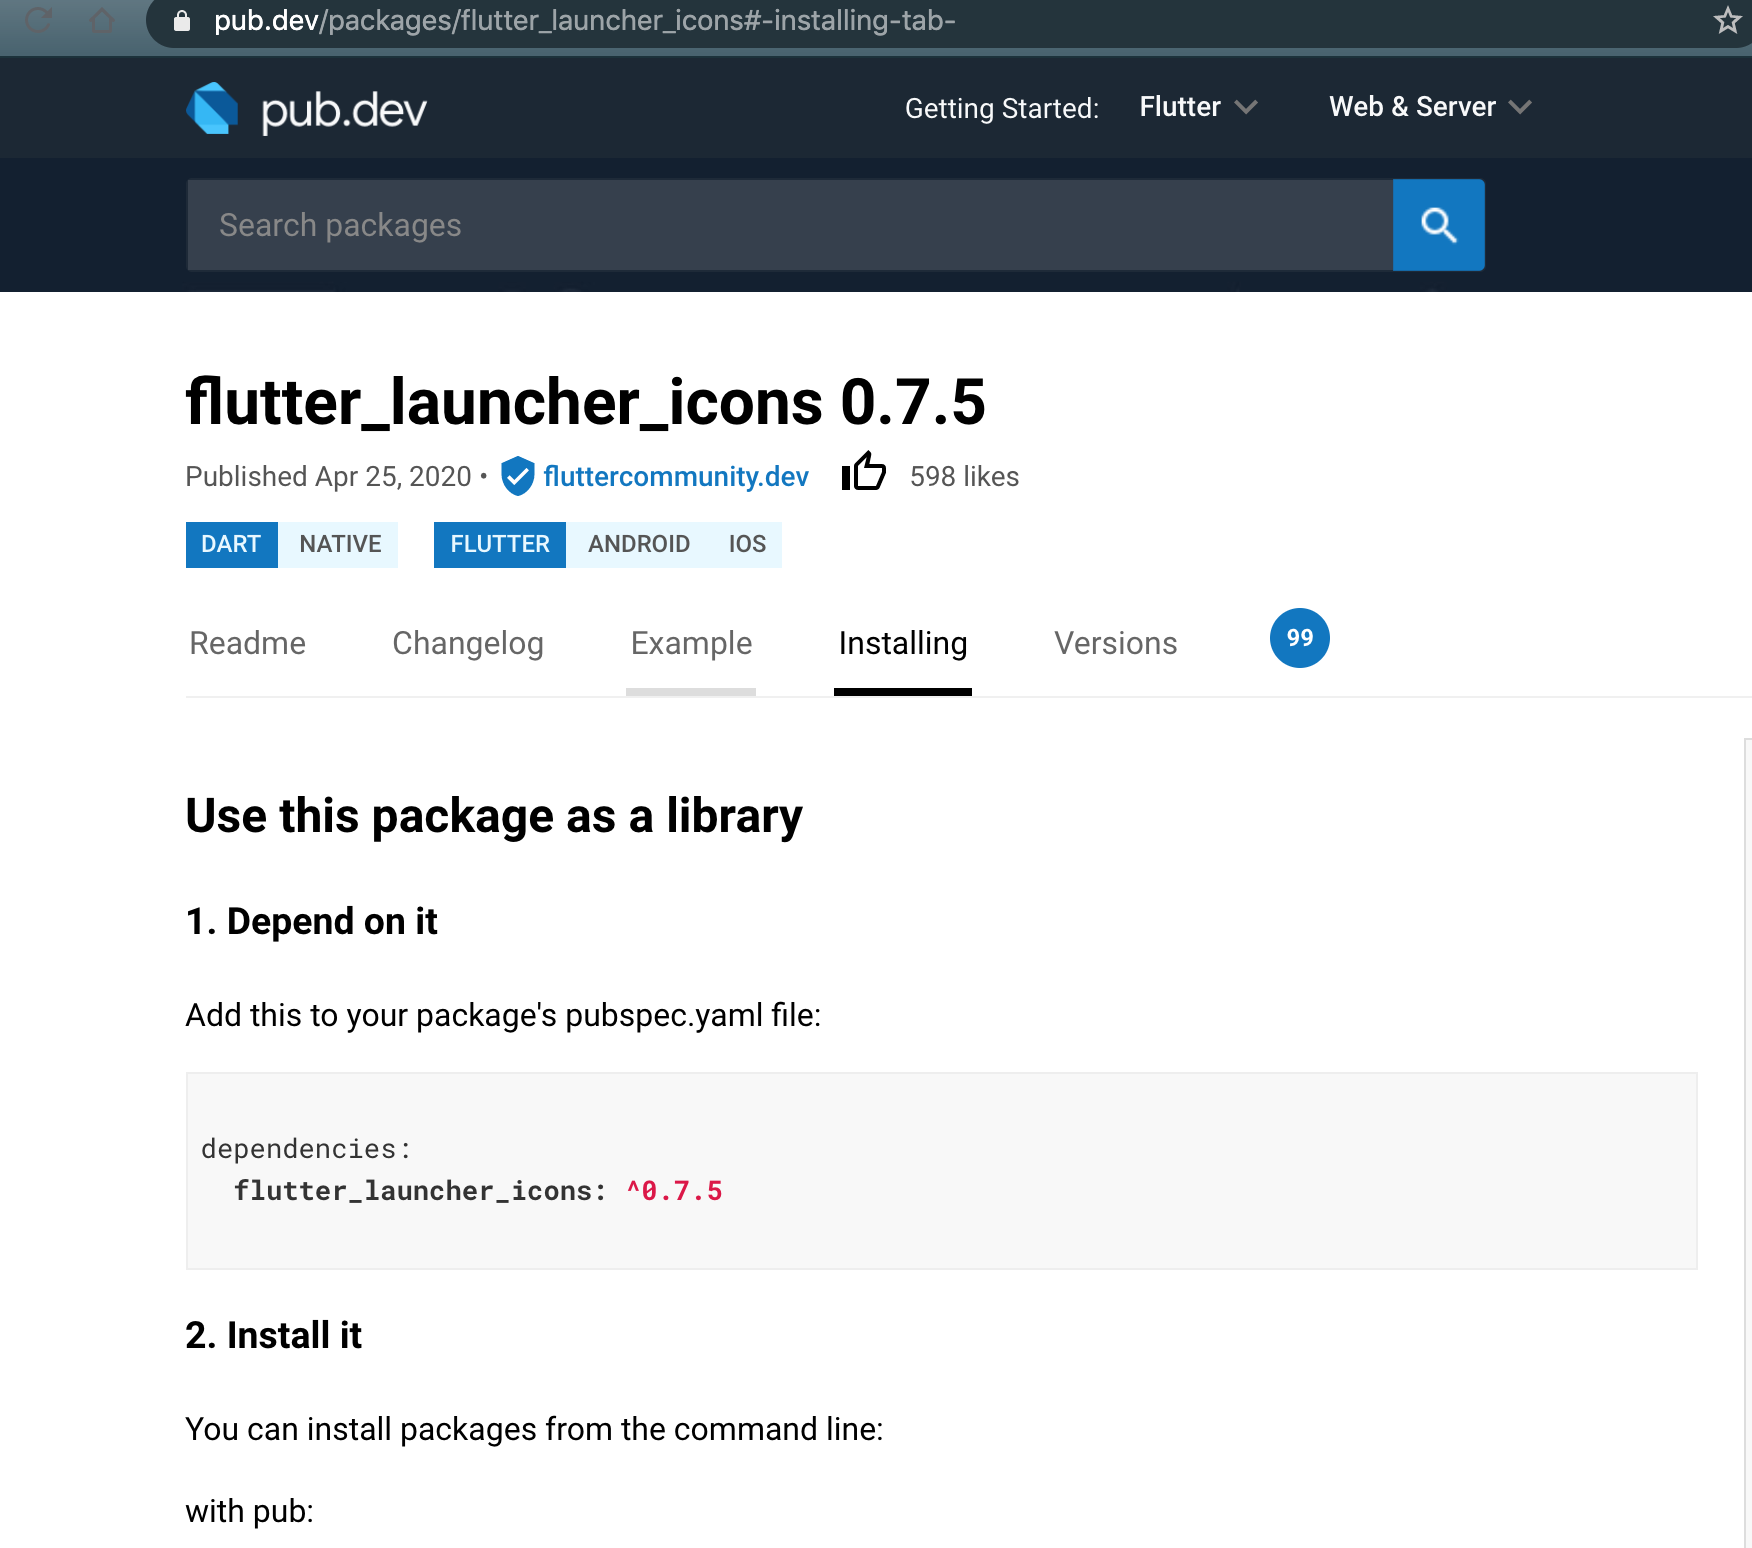 pub.dev/packages/flutter_launcher_icons#-installing-tab-
pub.dev
Getting Started: Flutter Web & Server
Search packages
flutter_launcher_icons 0.7.5
Published Apr 25, 2020 • fluttercommunity.dev 598 likes
DART NATIVE FLUTTER ANDROID IOS
Readme Changelog Example Installing Versions 99
Use this package as a library
1. Depend on it
Add this to your package's pubspec.yaml file:
dependencies:
flutter_launcher_icons: ^0.7.5
2. Install it
You can install packages from the command line:
with pub: